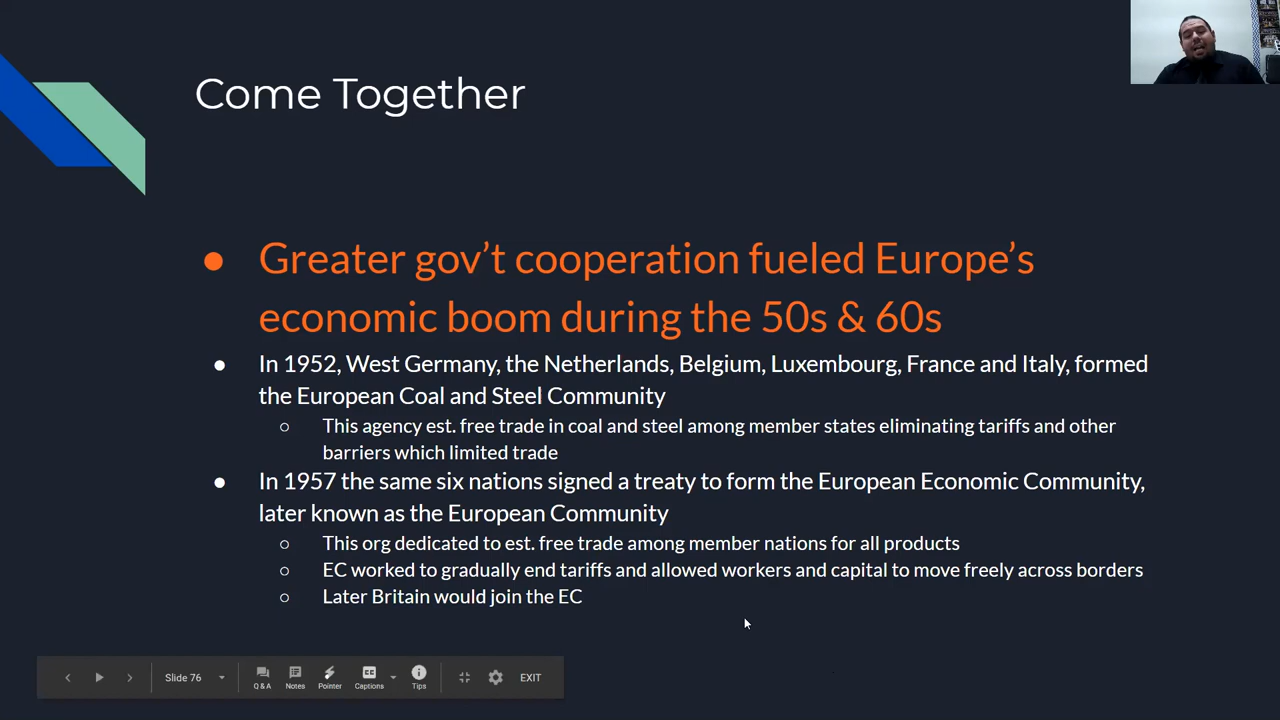 Come Together
● Greater gov't cooperation fueled Europe's
economic boom during the 50s & 60s
● In 1952, West Germany, the Netherlands, Belgium, Luxembourg, France and Italy, formed
the European Coal and Steel Community
○ This agency est. free trade in coal and steel among member states eliminating tariffs and other
barriers which limited trade
● In 1957 the same six nations signed a treaty to form the European Economic Community,
later known as the European Community
○ This org dedicated to est. free trade among member nations for all products
○ EC worked to gradually end tariffs and allowed workers and capital to move freely across borders
○ Later Britain would join the EC
Slide 76 Q & A Notes Pointer Captions Tips EXIT